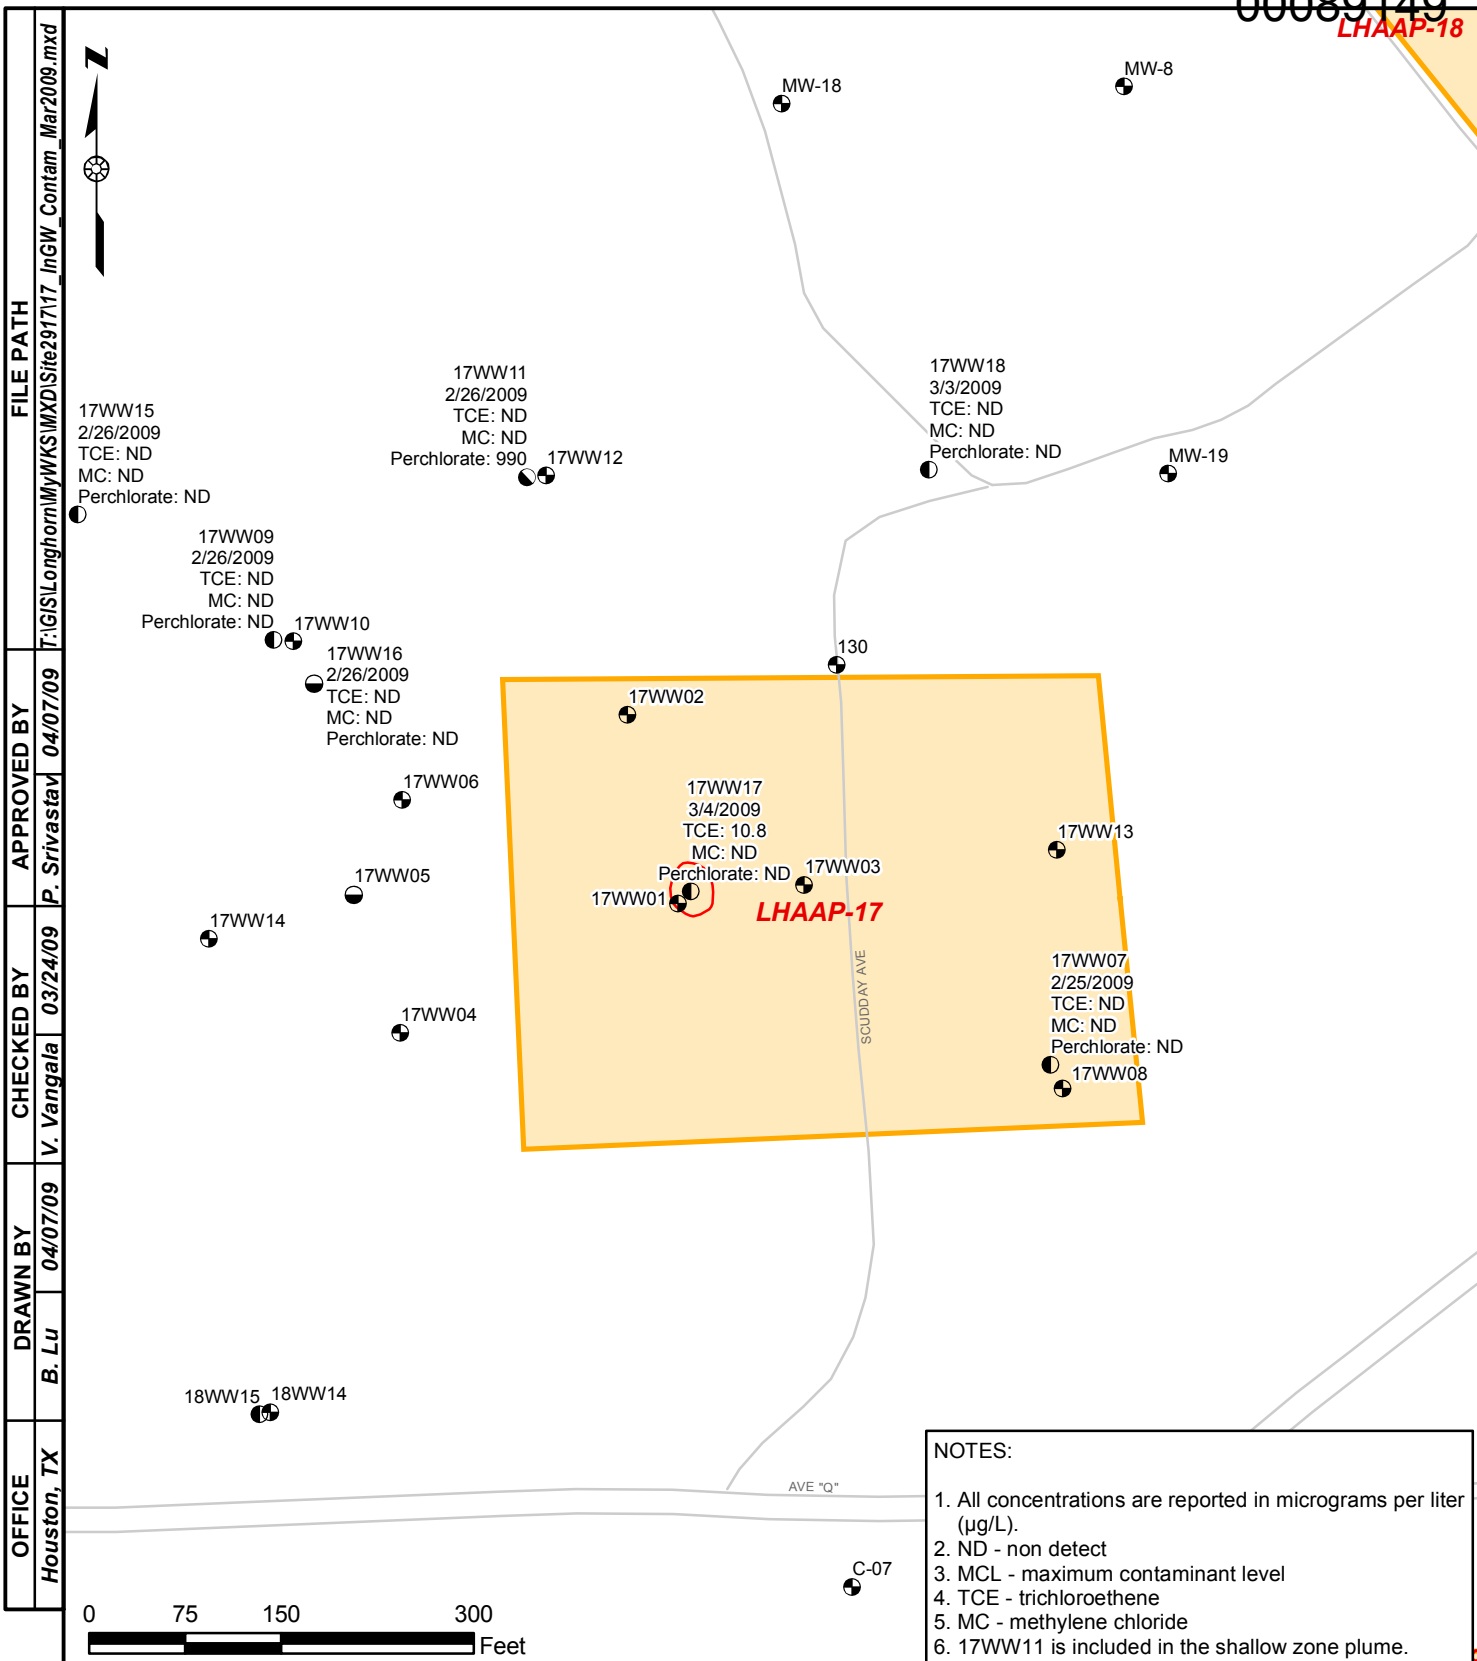 00089149
LHAAP-18
FILE PATH
T:\GIS\Longhorn\MyWKS\MXD\Site2917\17_InGW_Contam_Mar2009.mxd
APPROVED BY
P. Srivastav 04/07/09
CHECKED BY
V. Vangala 03/24/09
DRAWN BY
B. Lu 04/07/09
OFFICE
Houston, TX
N
MW-18
MW-8
17WW11
2/26/2009
TCE: ND
MC: ND
Perchlorate: 990
17WW12
17WW18
3/3/2009
TCE: ND
MC: ND
Perchlorate: ND
MW-19
17WW15
2/26/2009
TCE: ND
MC: ND
Perchlorate: ND
17WW09
2/26/2009
TCE: ND
MC: ND
Perchlorate: ND
17WW10
17WW16
2/26/2009
TCE: ND
MC: ND
Perchlorate: ND
130
17WW02
17WW06
17WW17
3/4/2009
TCE: 10.8
MC: ND
Perchlorate: ND
17WW03
17WW01
LHAAP-17
17WW13
17WW05
17WW14
17WW04
SCUDDAY AVE
17WW07
2/25/2009
TCE: ND
MC: ND
Perchlorate: ND
17WW08
18WW15
18WW14
AVE "Q"
C-07
NOTES:
1. All concentrations are reported in micrograms per liter
(µg/L).
2. ND - non detect
3. MCL - maximum contaminant level
4. TCE - trichloroethene
5. MC - methylene chloride
6. 17WW11 is included in the shallow zone plume.
0 75 150 300
Feet